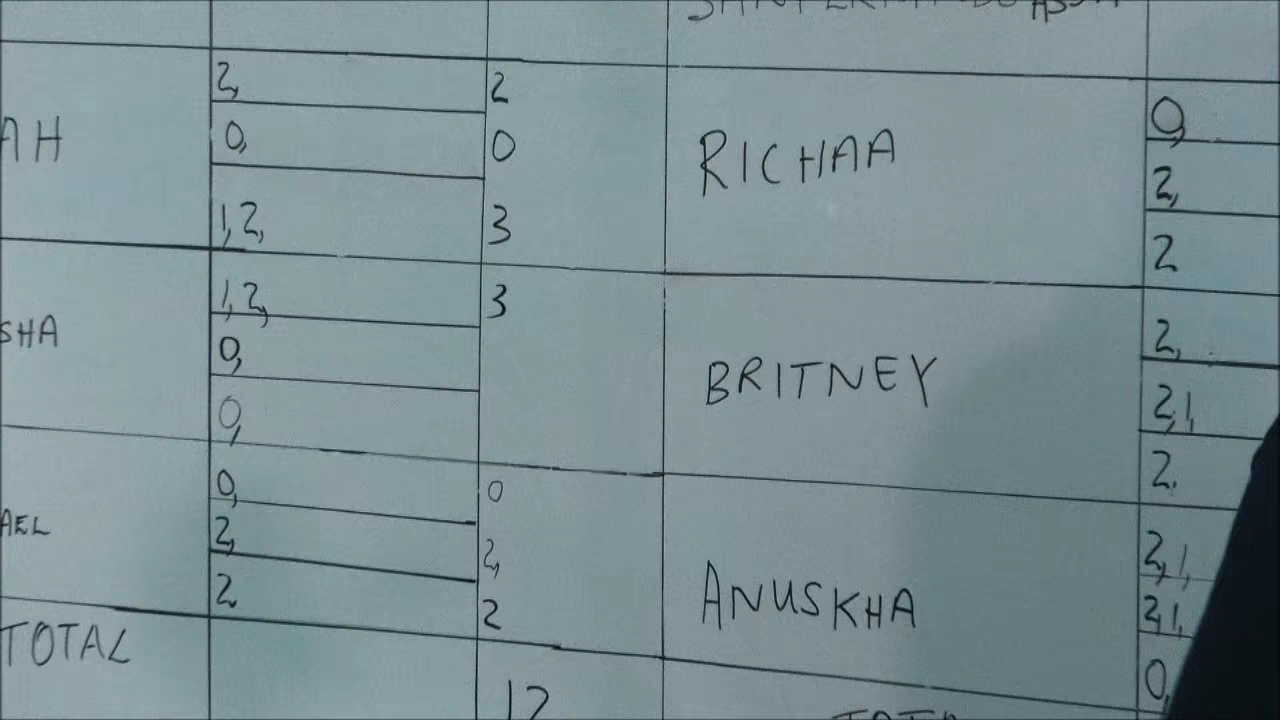 2, 2
0, 0
AH RICHAA 0,
1,2, 3 2,
2
1,2, 3
SHA 0, BRITNEY 2,
0, 2,1,
2.
0, 0
AEL 2, 2, ANUSKHA 2,1,
2 2 2,1,
TOTAL 0,
12